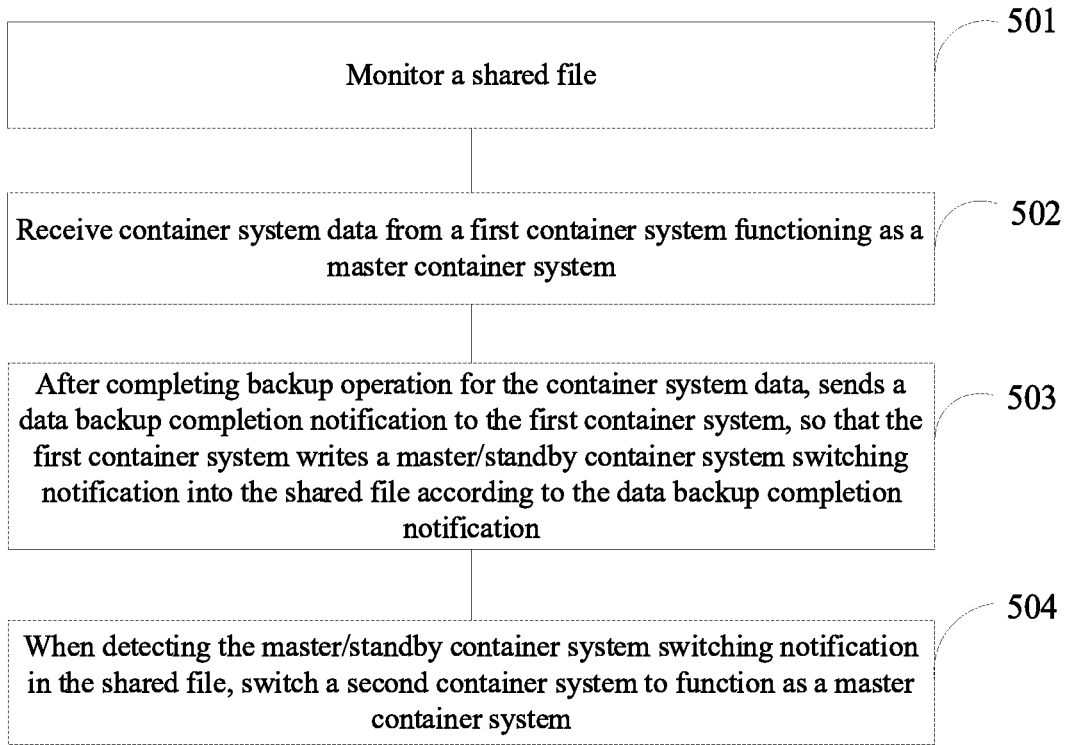 501
Monitor a shared file
502
Receive container system data from a first container system functioning as a
master container system
503
After completing backup operation for the container system data, sends a
data backup completion notification to the first container system, so that the
first container system writes a master/standby container system switching
notification into the shared file according to the data backup completion
notification
504
When detecting the master/standby container system switching notification
in the shared file, switch a second container system to function as a master
container system